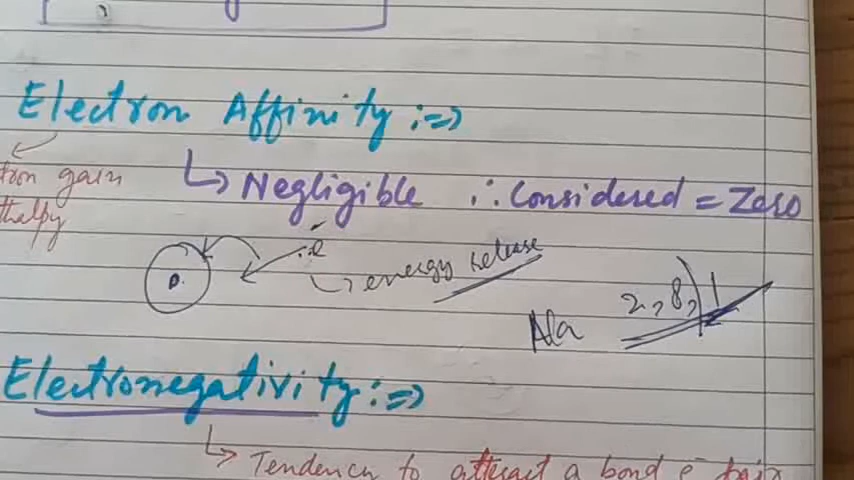 Electron Affinity :⇒
tron gain
thalpy
↳ Negligible ∴ Considered = Zero
e
↳ energy release
Na 2, 8, 1
Electronegativity :⇒
↳ Tendency to attract a bond e⁻ pair